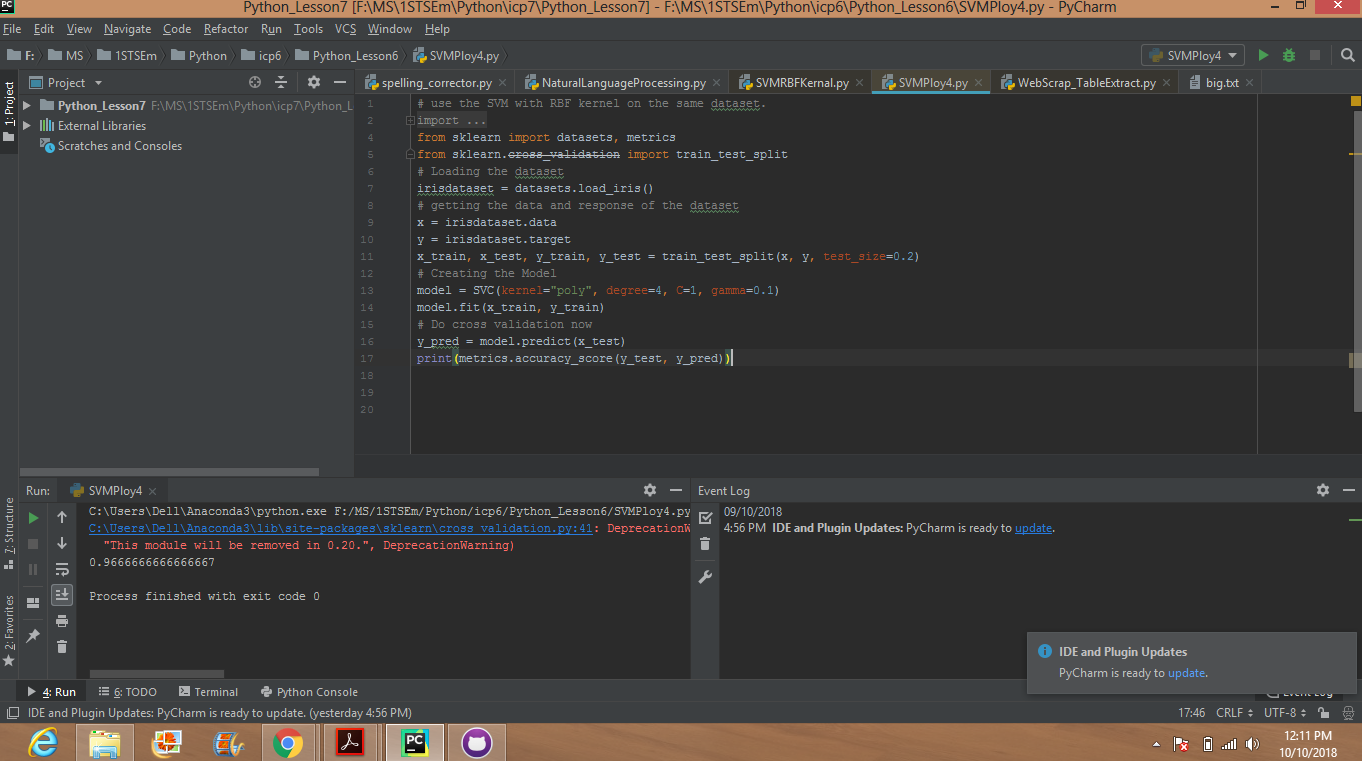 Python_Lesson7 [F:\MS\1STSEm\Python\icp7\Python_Lesson7] - F:\MS\1STSEm\Python\icp6\Python_Lesson6\SVMPloy4.py - PyCharm
File Edit View Navigate Code Refactor Run Tools VCS Window Help
F: MS 1STSEm Python icp6 Python_Lesson6 SVMPloy4.py
SVMPloy4
1: Project
Project
spelling_corrector.py NaturalLanguageProcessing.py SVMRBFKernal.py SVMPloy4.py WebScrap_TableExtract.py big.txt
Python_Lesson7 F:\MS\1STSEm\Python\icp7\Python_L
External Libraries
Scratches and Consoles
1 # use the SVM with RBF kernel on the same dataset.
2 import ...
4 from sklearn import datasets, metrics
5 from sklearn.cross_validation import train_test_split
6 # Loading the dataset
7 irisdataset = datasets.load_iris()
8 # getting the data and response of the dataset
9 x = irisdataset.data
10 y = irisdataset.target
11 x_train, x_test, y_train, y_test = train_test_split(x, y, test_size=0.2)
12 # Creating the Model
13 model = SVC(kernel="poly", degree=4, C=1, gamma=0.1)
14 model.fit(x_train, y_train)
15 # Do cross validation now
16 y_pred = model.predict(x_test)
17 print(metrics.accuracy_score(y_test, y_pred))
18
19
20
Run: SVMPloy4
C:\Users\Dell\Anaconda3\python.exe F:/MS/1STSEm/Python/icp6/Python_Lesson6/SVMPloy4.py
C:\Users\Dell\Anaconda3\lib\site-packages\sklearn\cross_validation.py:41: DeprecationW
"This module will be removed in 0.20.", DeprecationWarning)
0.9666666666666667
Process finished with exit code 0
Event Log
09/10/2018
4:56 PM IDE and Plugin Updates: PyCharm is ready to update.
7: Structure
2: Favorites
IDE and Plugin Updates
PyCharm is ready to update.
4: Run 6: TODO Terminal Python Console Event Log
IDE and Plugin Updates: PyCharm is ready to update. (yesterday 4:56 PM)
17:46 CRLF UTF-8
PC
12:11 PM
10/10/2018